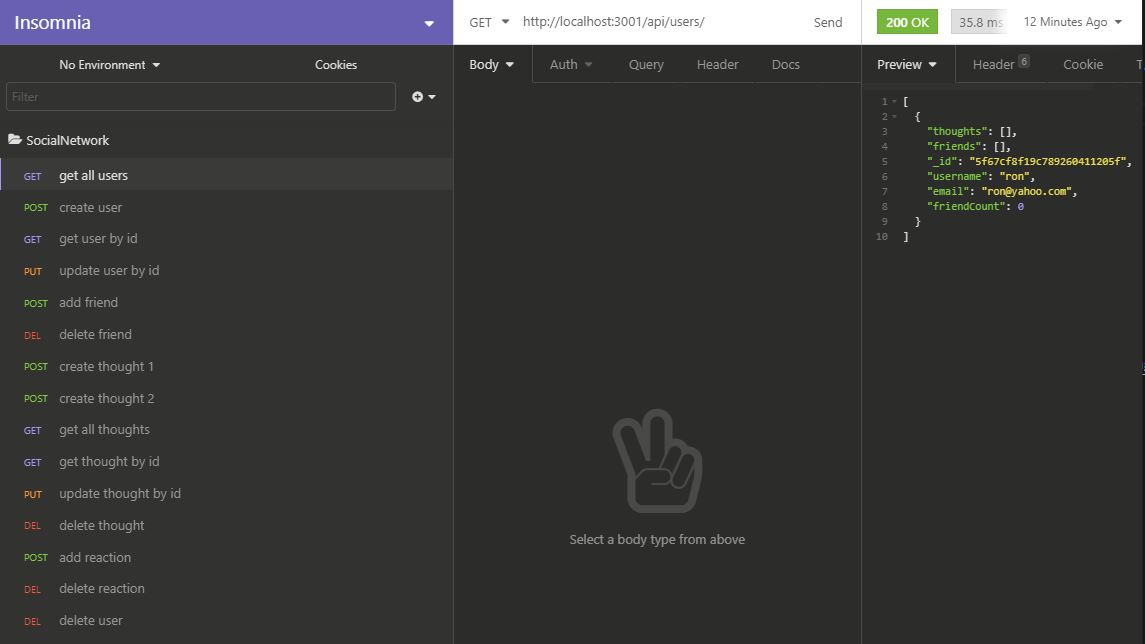 Insomnia
GET http://localhost:3001/api/users/ Send
200 OK 35.8 ms 12 Minutes Ago
No Environment Cookies
Body Auth Query Header Docs
Preview Header 6 Cookie
Filter
SocialNetwork
GET get all users
POST create user
GET get user by id
PUT update user by id
POST add friend
DEL delete friend
POST create thought 1
POST create thought 2
GET get all thoughts
GET get thought by id
PUT update thought by id
DEL delete thought
POST add reaction
DEL delete reaction
DEL delete user
Select a body type from above
1 [
2 {
3 "thoughts": [],
4 "friends": [],
5 "_id": "5f67cf8f19c789260411205f",
6 "username": "ron",
7 "email": "ron@yahoo.com",
8 "friendCount": 0
9 }
10 ]